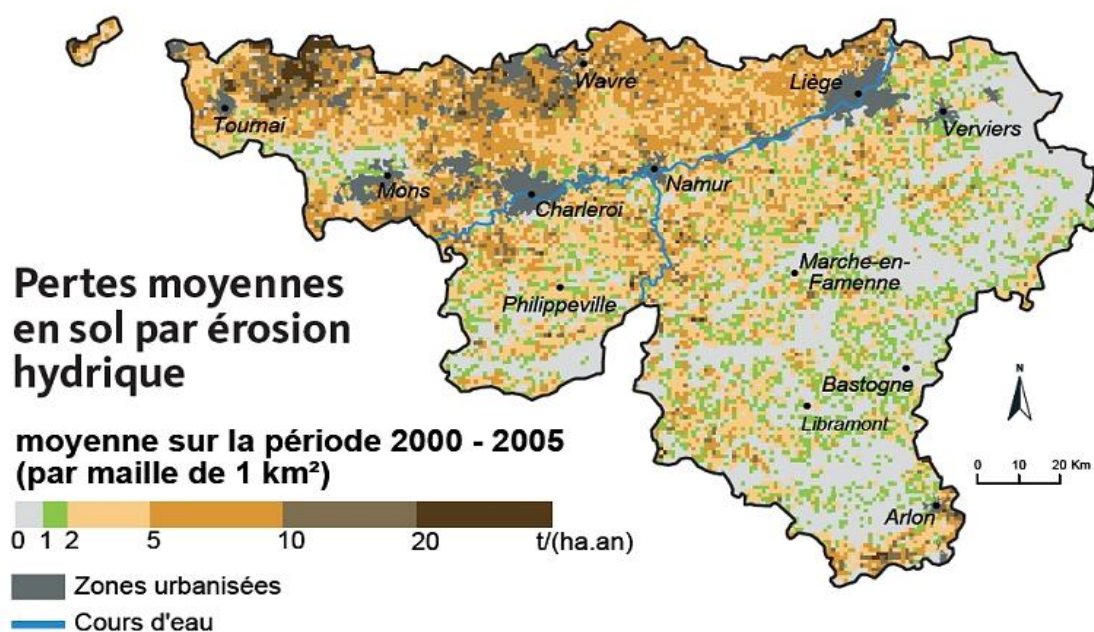 Tournai
Wavre
Liège
Verviers
Mons
Charleroi
Namur
Philippeville
Marche-en-
Famenne
Bastogne
Libramont
Arlon
N
0 10 20 Km
Pertes moyennes
en sol par érosion
hydrique
moyenne sur la période 2000 - 2005
(par maille de 1 km²)
0 1 2 5 10 20 t/(ha.an)
Zones urbanisées
Cours d'eau